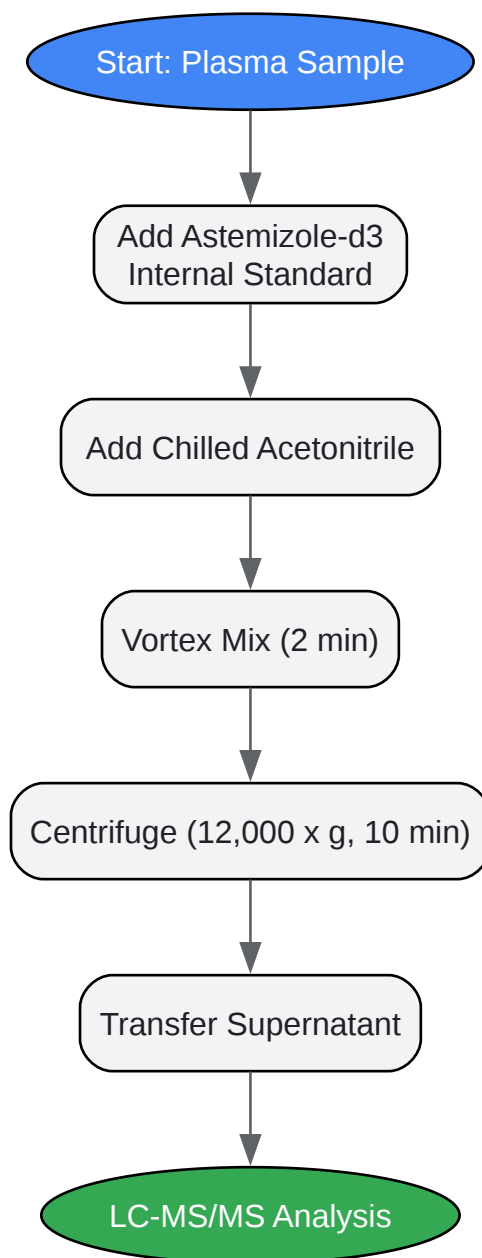 Start: Plasma Sample
Add Astemizole-d3
Internal Standard
Add Chilled Acetonitrile
Vortex Mix (2 min)
Centrifuge (12,000 x g, 10 min)
Transfer Supernatant
LC-MS/MS Analysis